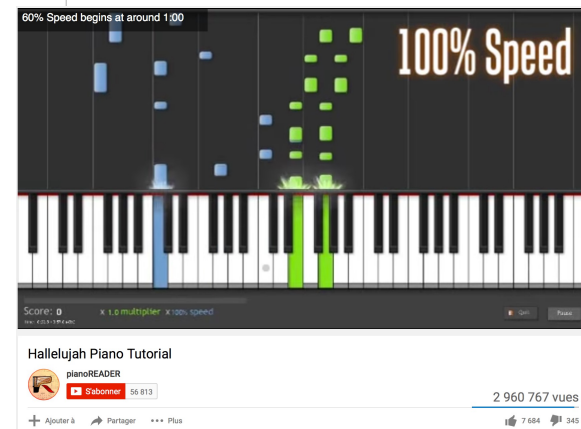 60% Speed begins at around 1:00
100% Speed
Score: 0
x 1.0 multiplier x 100% speed
Quit
Pause
Hallelujah Piano Tutorial
pianoREADER
S'abonner 56 813
2 960 767 vues
Ajouter à Partager ••• Plus
7 684 345